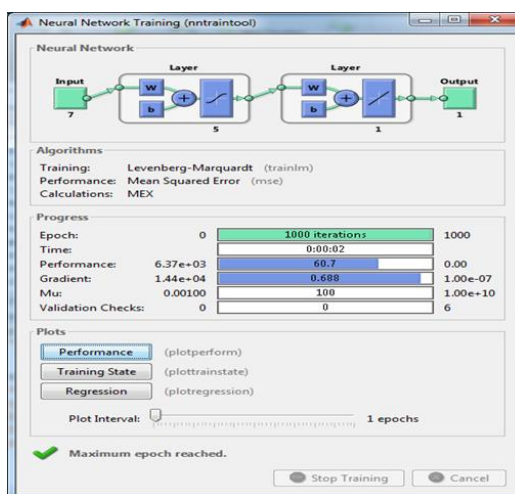 Neural Network Training (nntraintool)
Neural Network
Layer Layer
Input Output
W W
b b
7 5 1 1
Algorithms
Training: Levenberg-Marquardt (trainlm)
Performance: Mean Squared Error (mse)
Calculations: MEX
Progress
Epoch: 0 1000 iterations 1000
Time: 0:00:02
Performance: 6.37e+03 60.7 0.00
Gradient: 1.44e+04 0.688 1.00e-07
Mu: 0.00100 100 1.00e+10
Validation Checks: 0 0 6
Plots
Performance (plotperform)
Training State (plottrainstate)
Regression (plotregression)
Plot Interval: 1 epochs
Maximum epoch reached.
Stop Training Cancel